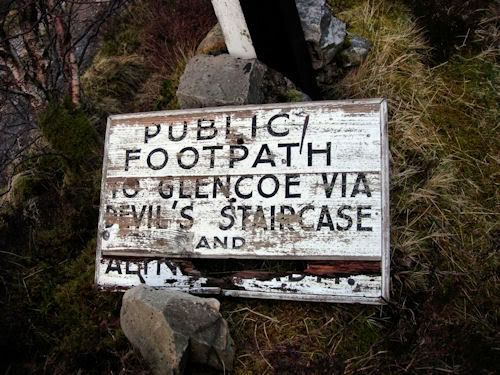 PUBLIC
FOOTPATH
TO GLENCOE VIA
DEVIL'S STAIRCASE
AND